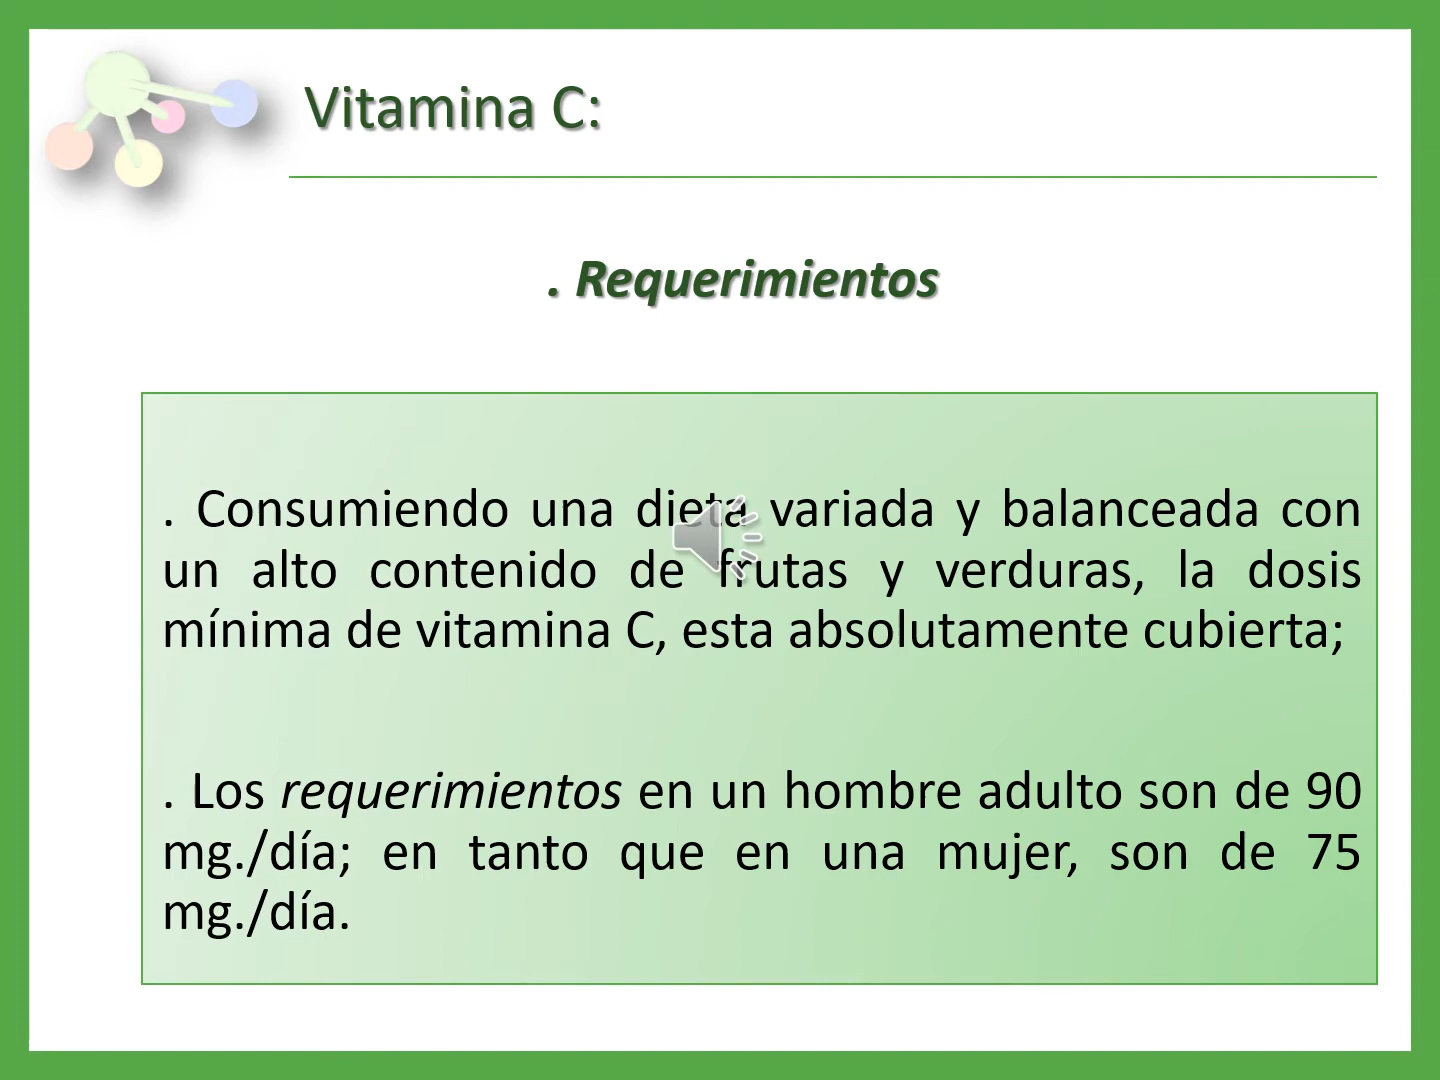 Vitamina C:
. Requerimientos
. Consumiendo una dieta variada y balanceada con
un alto contenido de frutas y verduras, la dosis
mínima de vitamina C, esta absolutamente cubierta;
. Los requerimientos en un hombre adulto son de 90
mg./día; en tanto que en una mujer, son de 75
mg./día.